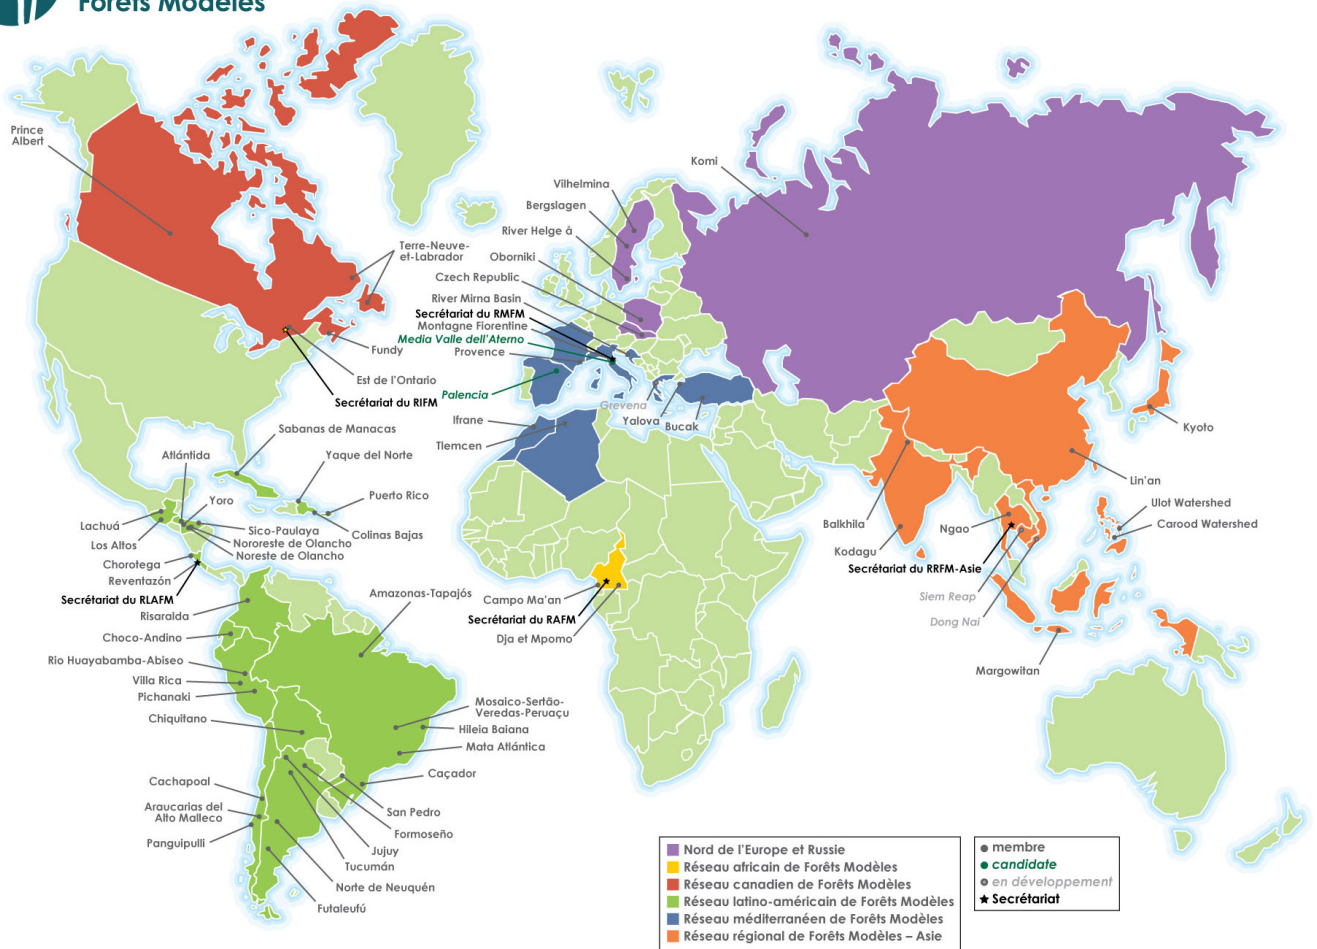 Forêts Modèles
Prince
Albert
Terre-Neuve-
et-Labrador
Fundy
Est de l'Ontario
Secrétariat du RIFM
Sabanas de Manacas
Atlántida
Yaque del Norte
Yoro
Puerto Rico
Lachuá
Sico-Paulaya
Colinas Bajas
Los Altos
Nororeste de Olancho
Noreste de Olancho
Chorotega
Reventazón
Secrétariat du RLAFM
Risaralda
Amazonas-Tapajós
Choco-Andino
Rio Huayabamba-Abiseo
Villa Rica
Pichanaki
Chiquitano
Mosaico-Sertão-
Veredas-Peruaçu
Hileia Baiana
Mata Atlántica
Caçador
Cachapoal
San Pedro
Araucarias del
Alto Malleco
Formoseño
Panguipulli
Jujuy
Tucumán
Norte de Neuquén
Futaleufú
Komi
Vilhelmina
Bergslagen
River Helge å
Oborniki
Czech Republic
River Mirna Basin
Secrétariat du RMFM
Montagne Fiorentine
Media Valle dell'Aterno
Provence
Palencia
Grevena
Yalova
Bucak
Ifrane
Tlemcen
Campo Ma'an
Secrétariat du RAFM
Dja et Mpomo
Kyoto
Lin'an
Ulot Watershed
Carood Watershed
Balkhila
Ngao
Kodagu
Secrétariat du RRFM-Asie
Siem Reap
Dong Nai
Margowitan
Nord de l'Europe et Russie
Réseau africain de Forêts Modèles
Réseau canadien de Forêts Modèles
Réseau latino-américain de Forêts Modèles
Réseau méditerranéen de Forêts Modèles
Réseau régional de Forêts Modèles – Asie
membre
candidate
en développement
Secrétariat